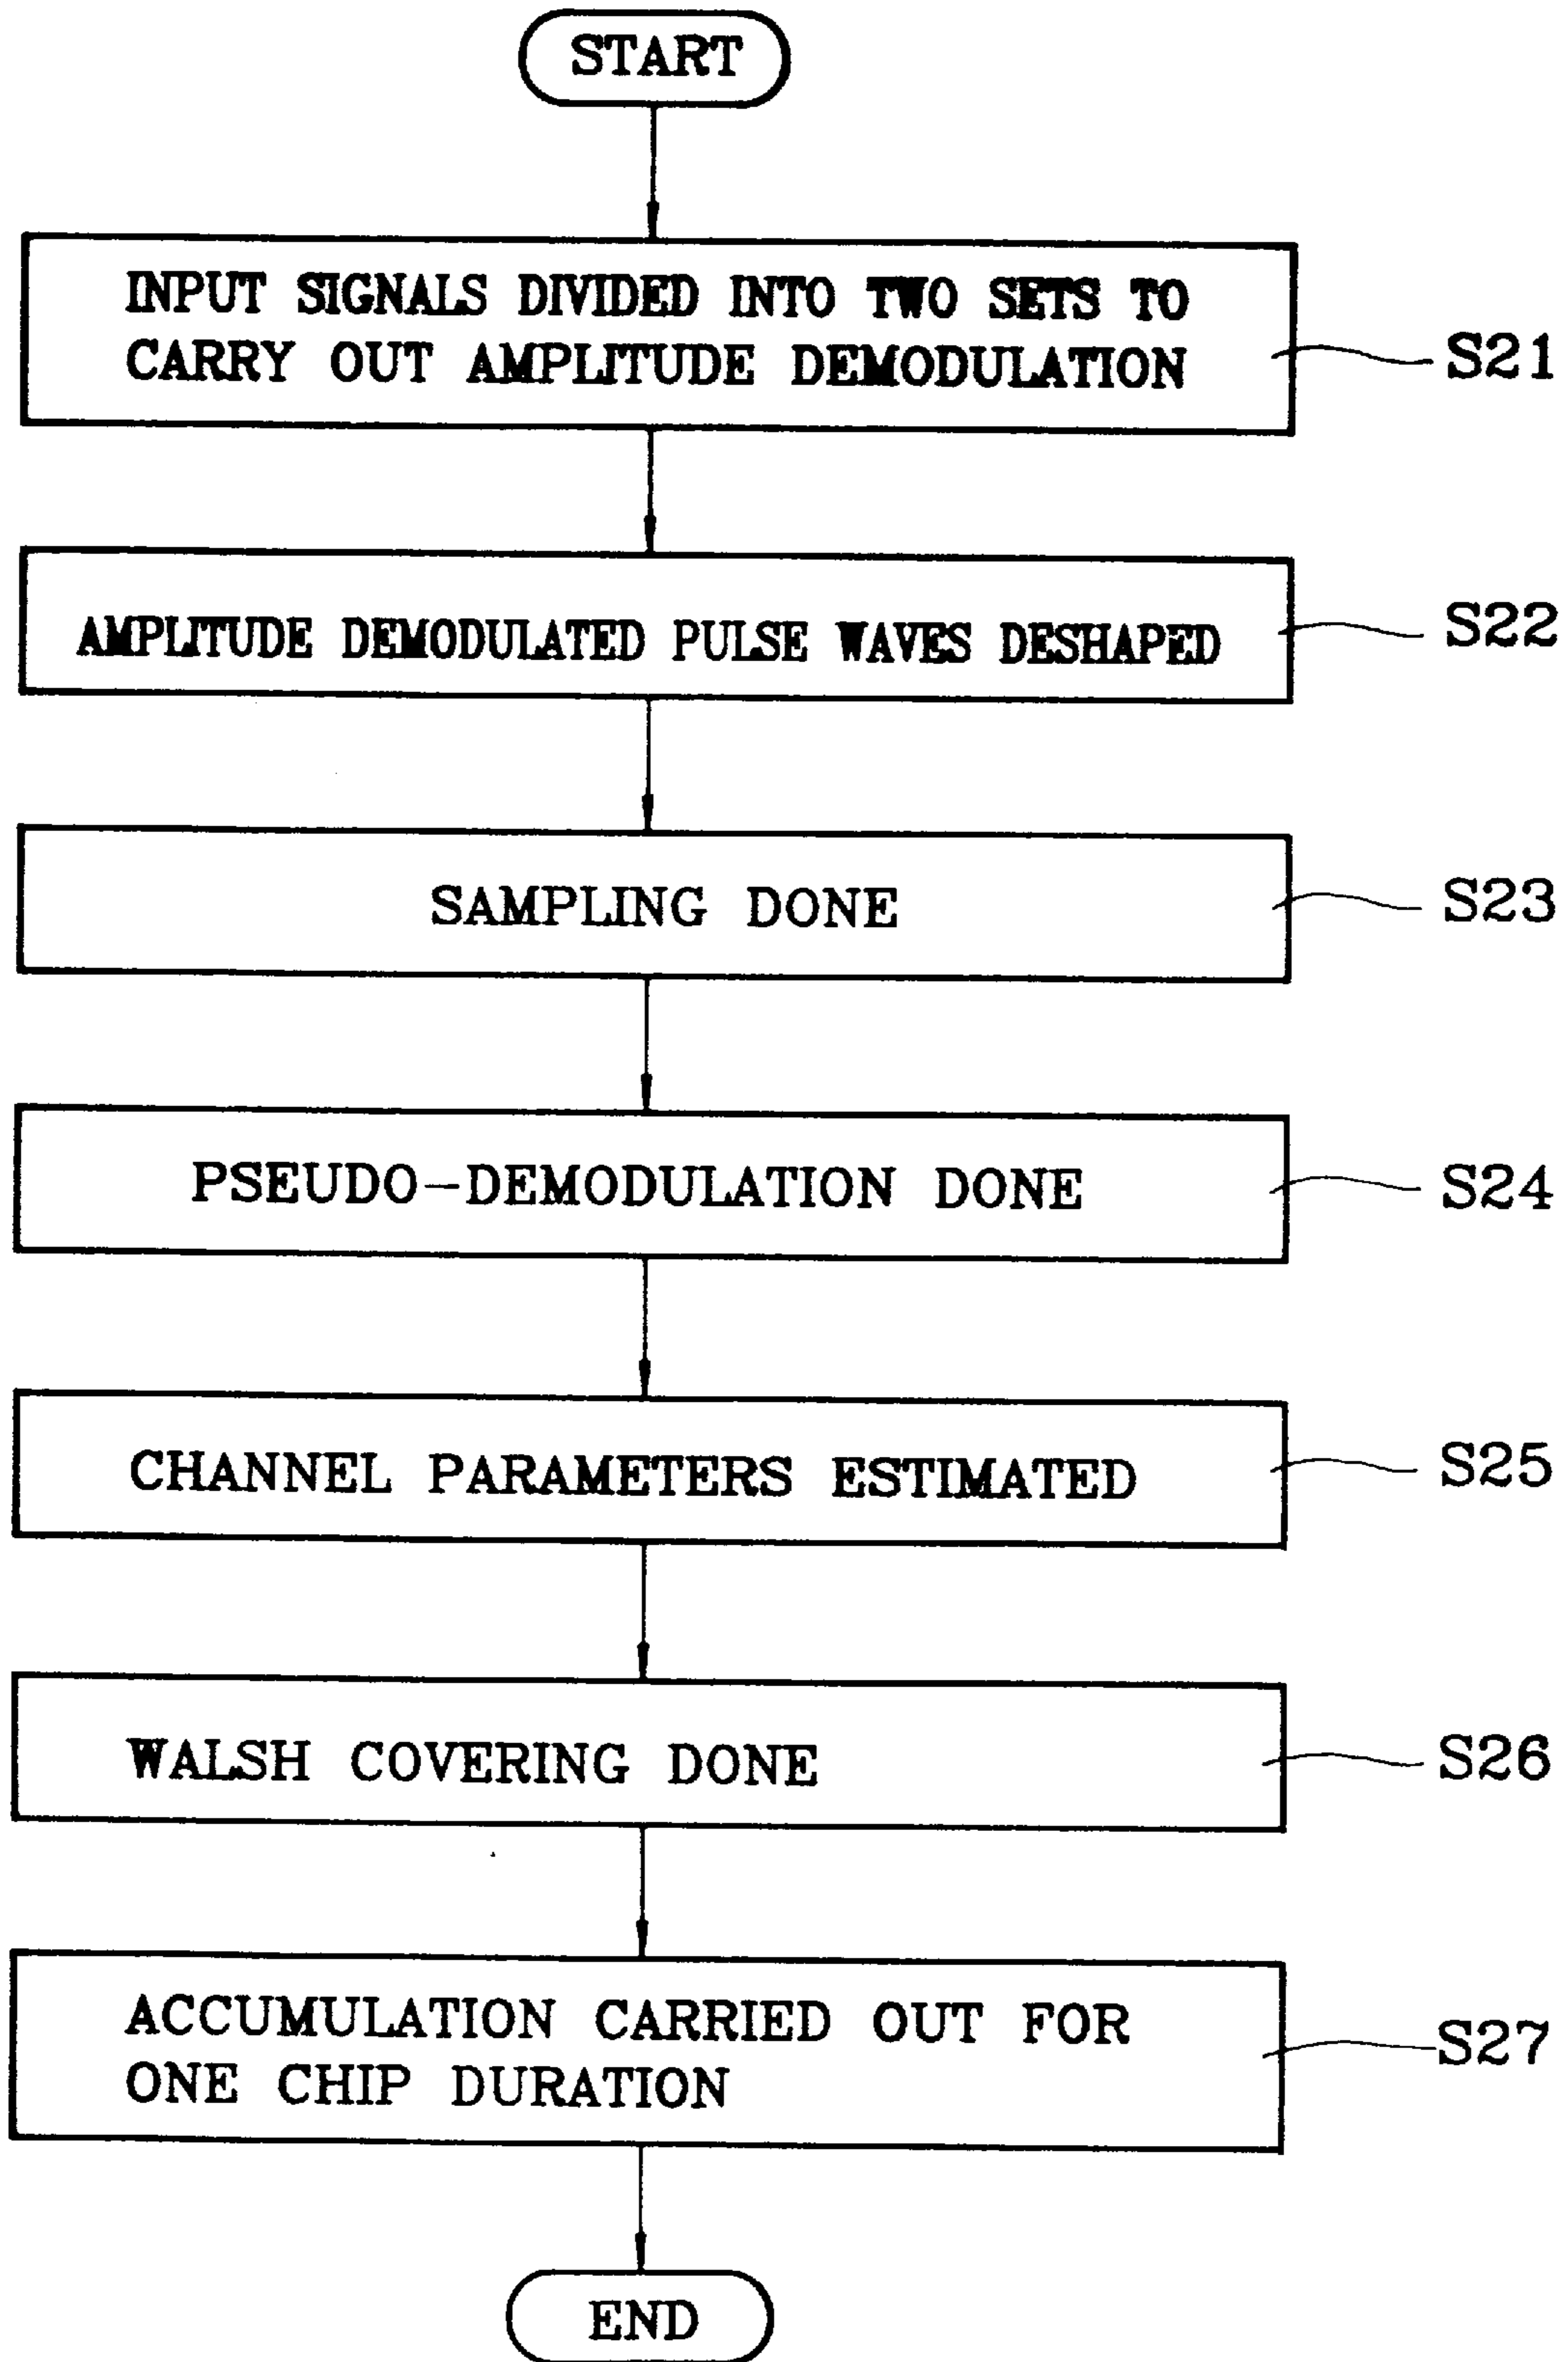 START
INPUT SIGNALS DIVIDED INTO TWO SETS TO
CARRY OUT AMPLITUDE DEMODULATION
S21
AMPLITUDE DEMODULATED PULSE WAVES DESHAPED
S22
SAMPLING DONE
S23
PSEUDO-DEMODULATION DONE
S24
CHANNEL PARAMETERS ESTIMATED
S25
WALSH COVERING DONE
S26
ACCUMULATION CARRIED OUT FOR
ONE CHIP DURATION
S27
END